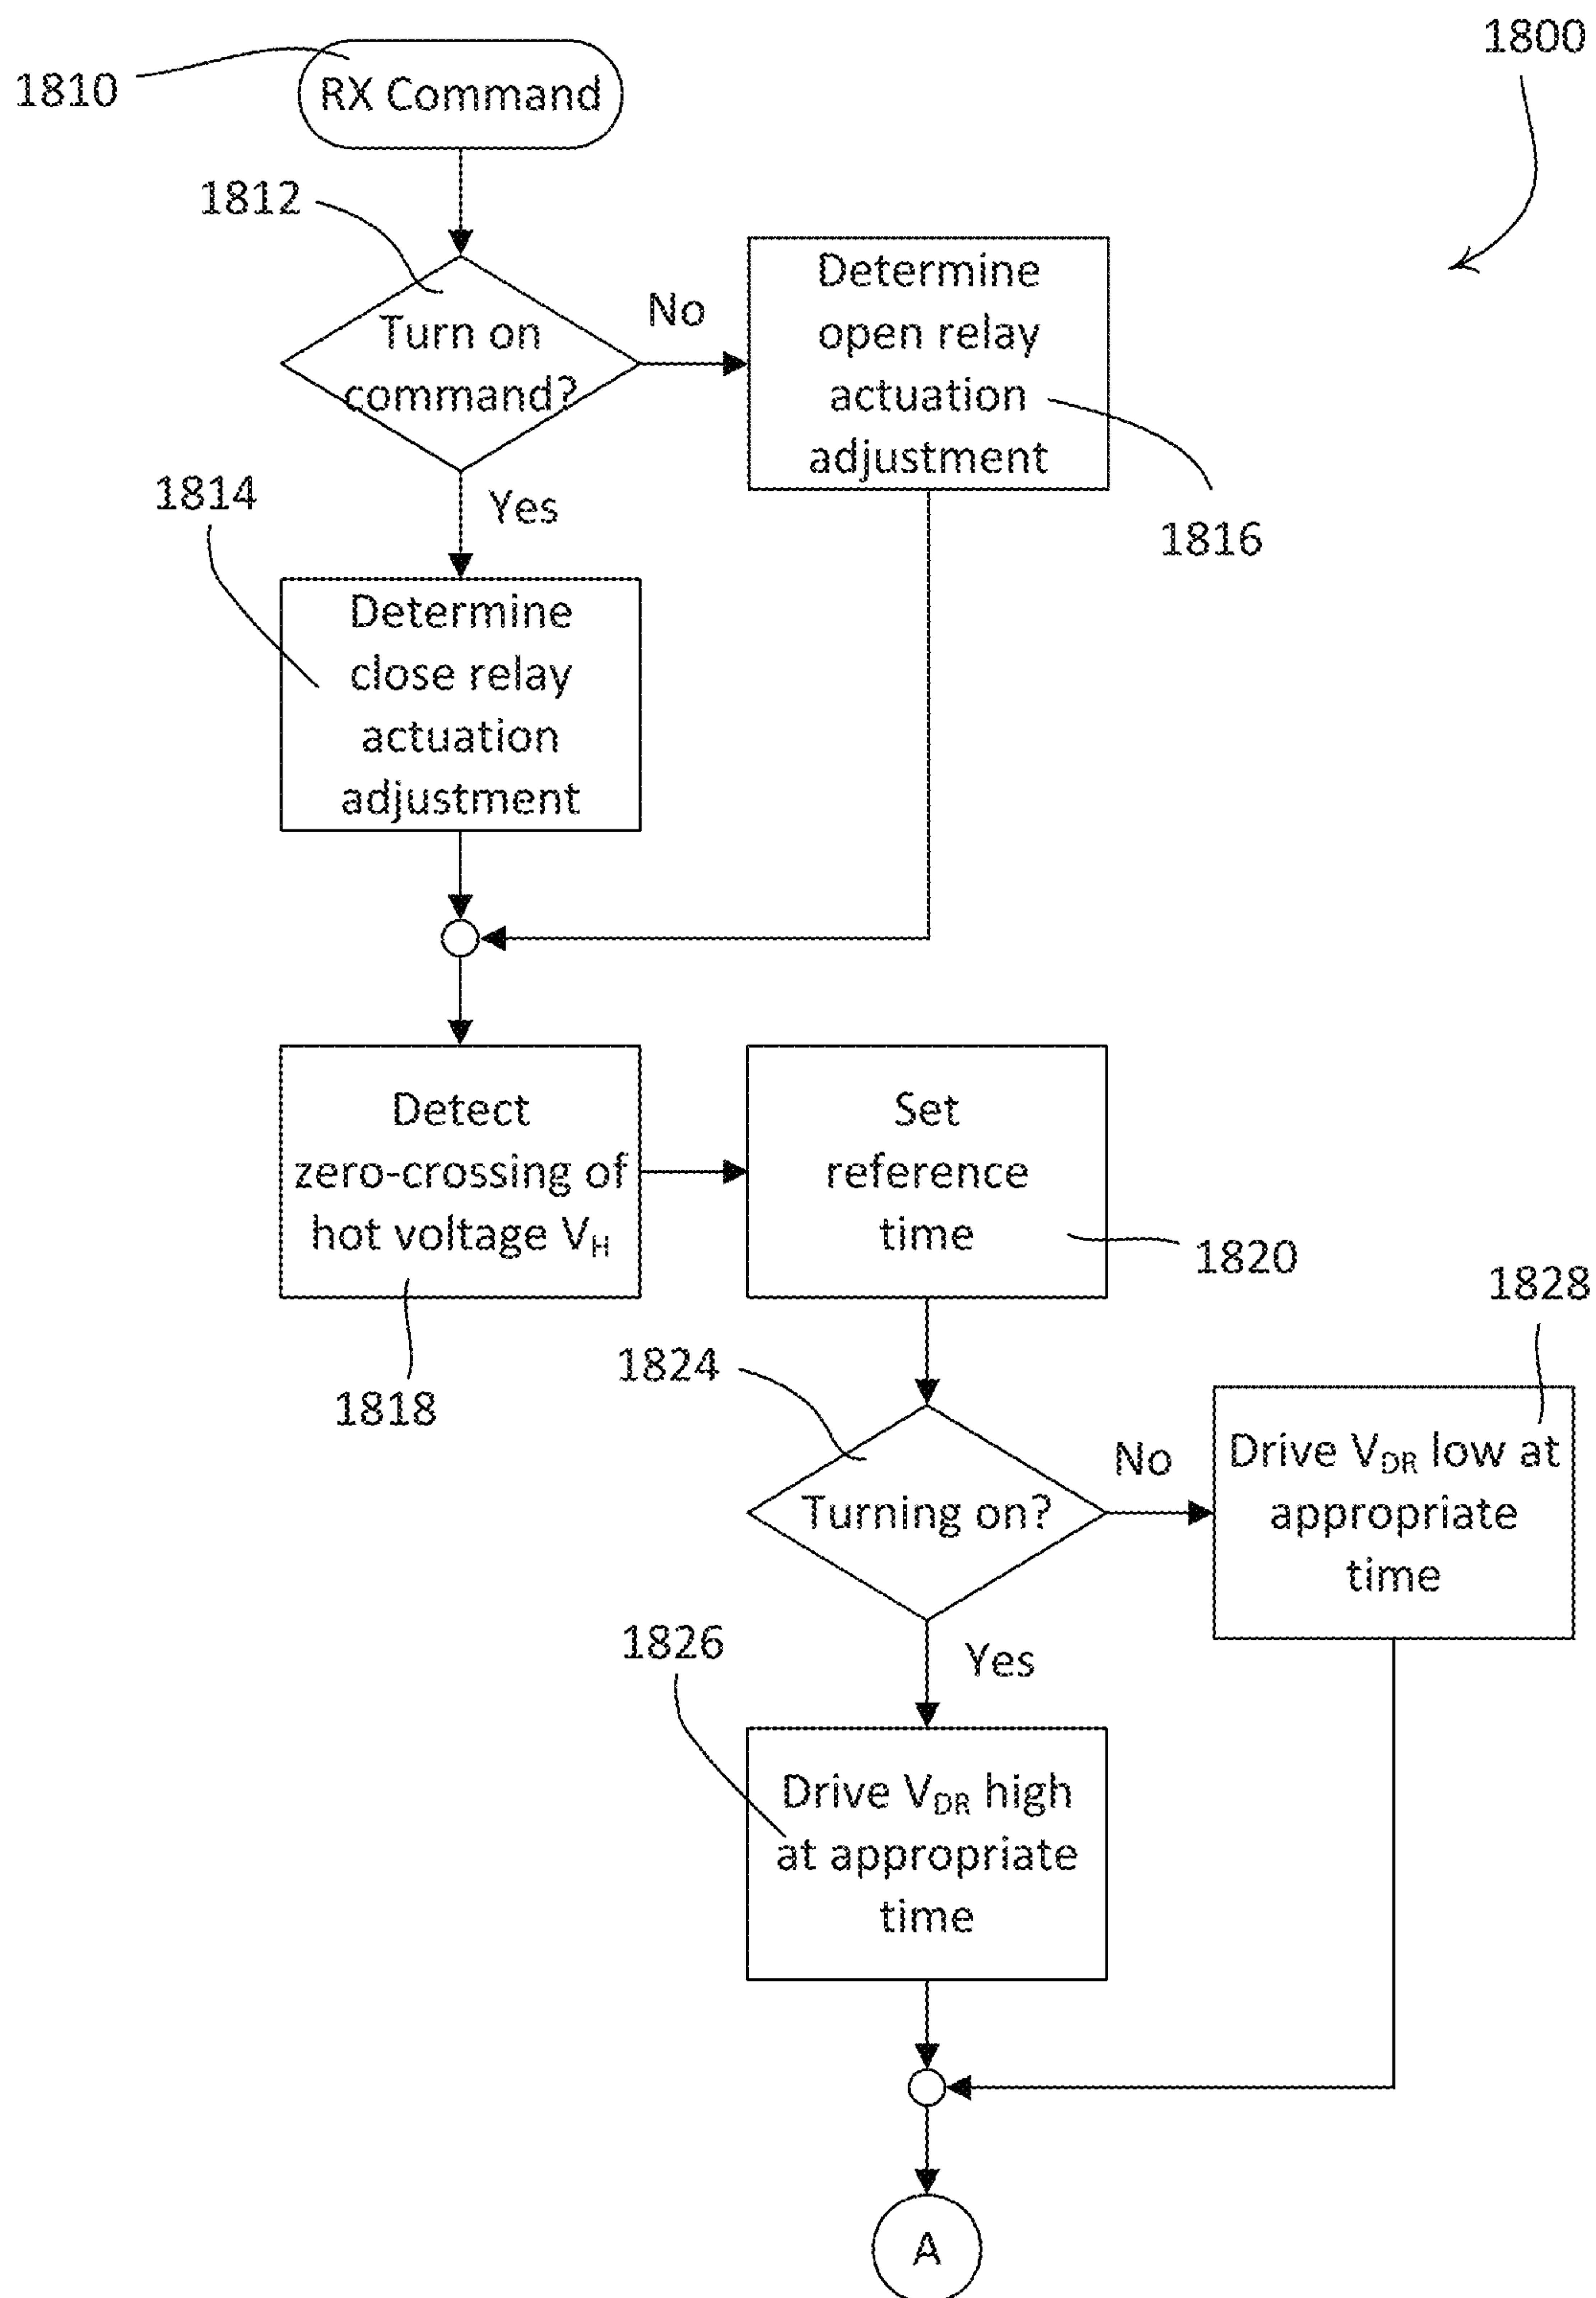 1800
1810
RX Command
1812
Turn on
command?
No
Determine
open relay
actuation
adjustment
1816
Yes
1814
Determine
close relay
actuation
adjustment
Detect
zero-crossing of
hot voltage VH
1818
Set
reference
time
1820
1824
Turning on?
No
1828
Drive VDR low at
appropriate
time
Yes
1826
Drive VDR high
at appropriate
time
A